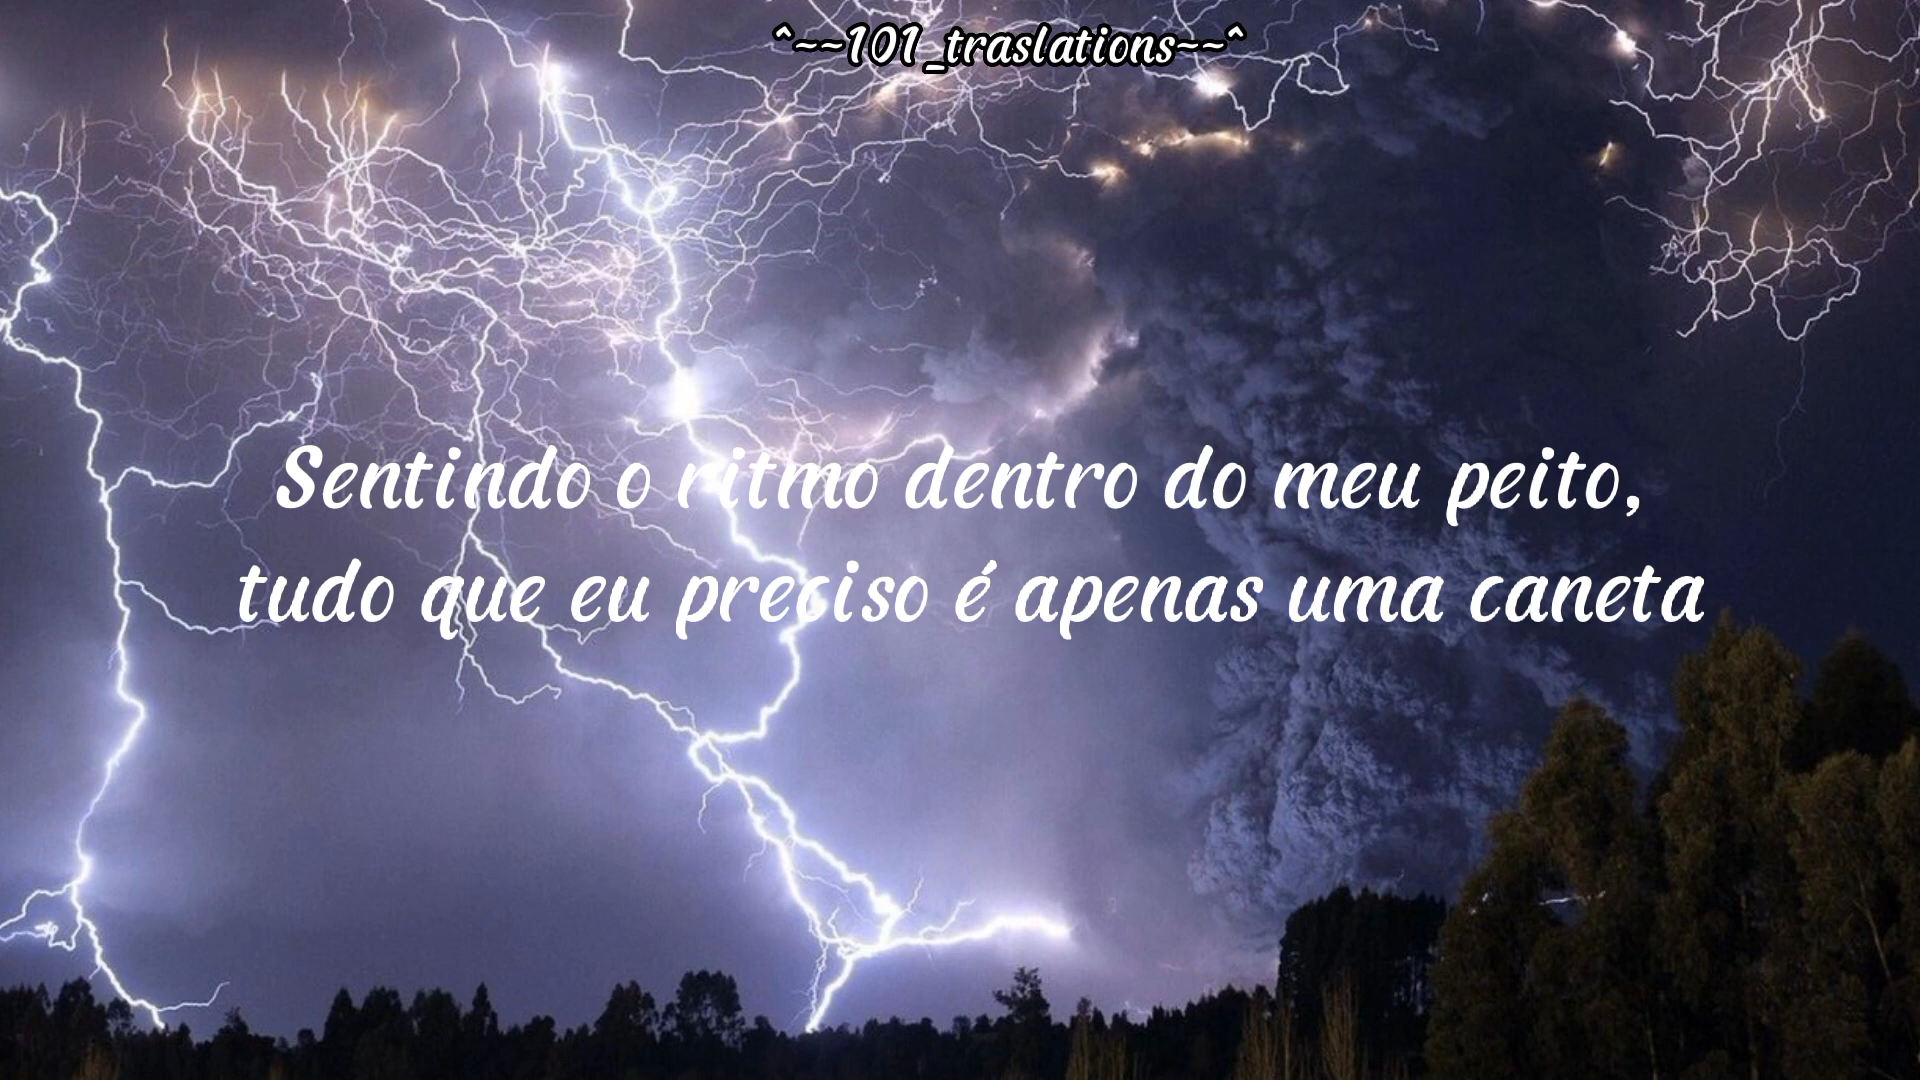 ^~~101_traslations~~^
Sentindo o ritmo dentro do meu peito,
tudo que eu preciso é apenas uma caneta